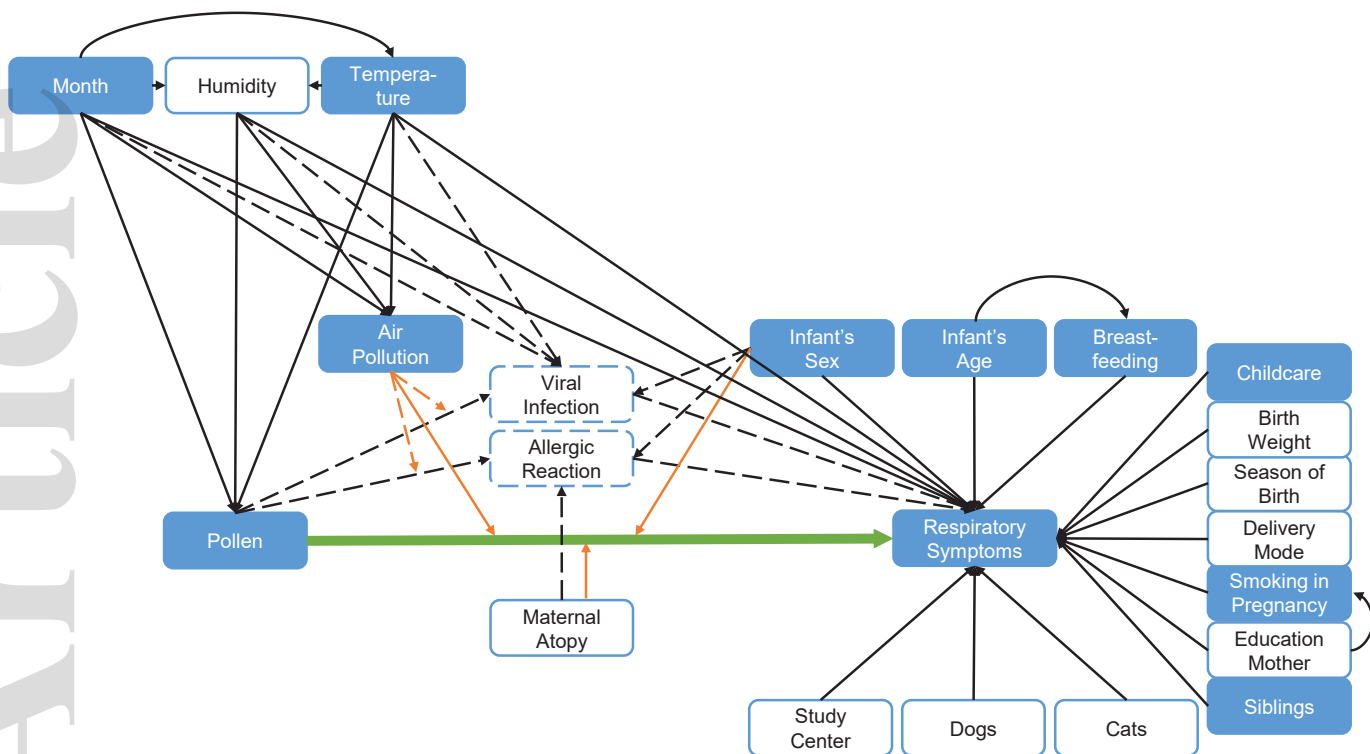 Month
Humidity
Tempera-
ture
Air
Pollution
Infant's
Sex
Infant's
Age
Breast-
feeding
Viral
Infection
Allergic
Reaction
Childcare
Birth
Weight
Season of
Birth
Delivery
Mode
Smoking in
Pregnancy
Education
Mother
Siblings
Pollen
Respiratory
Symptoms
Maternal
Atopy
Study
Center
Dogs
Cats
Article